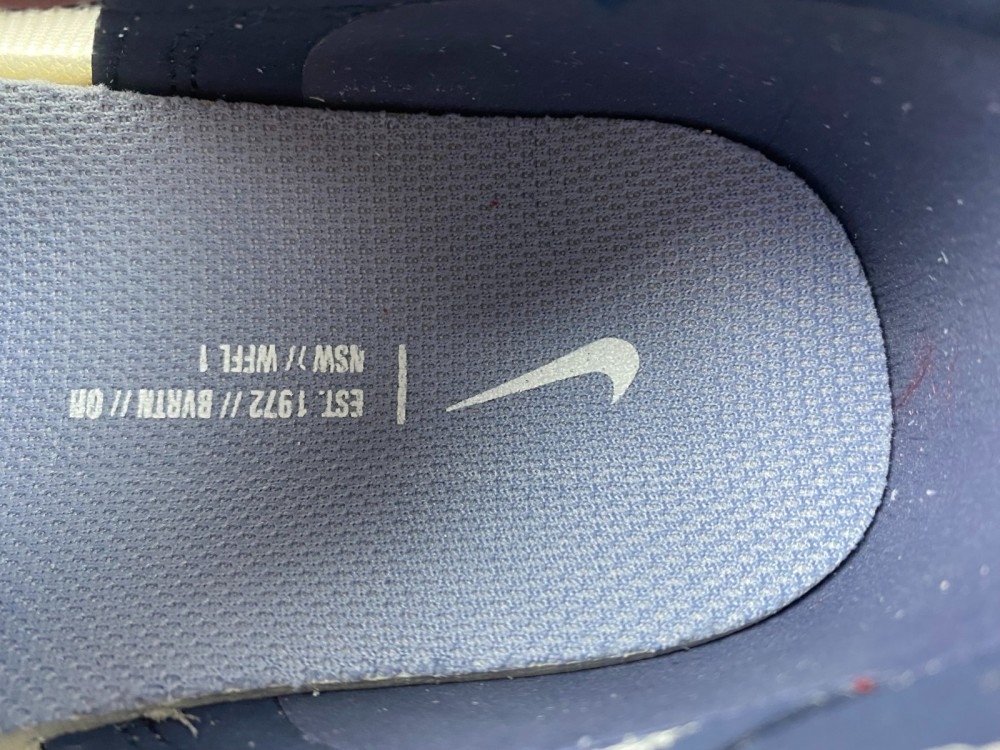 EST. 1972 // BVRTN // OR
NSW // WFFL 1